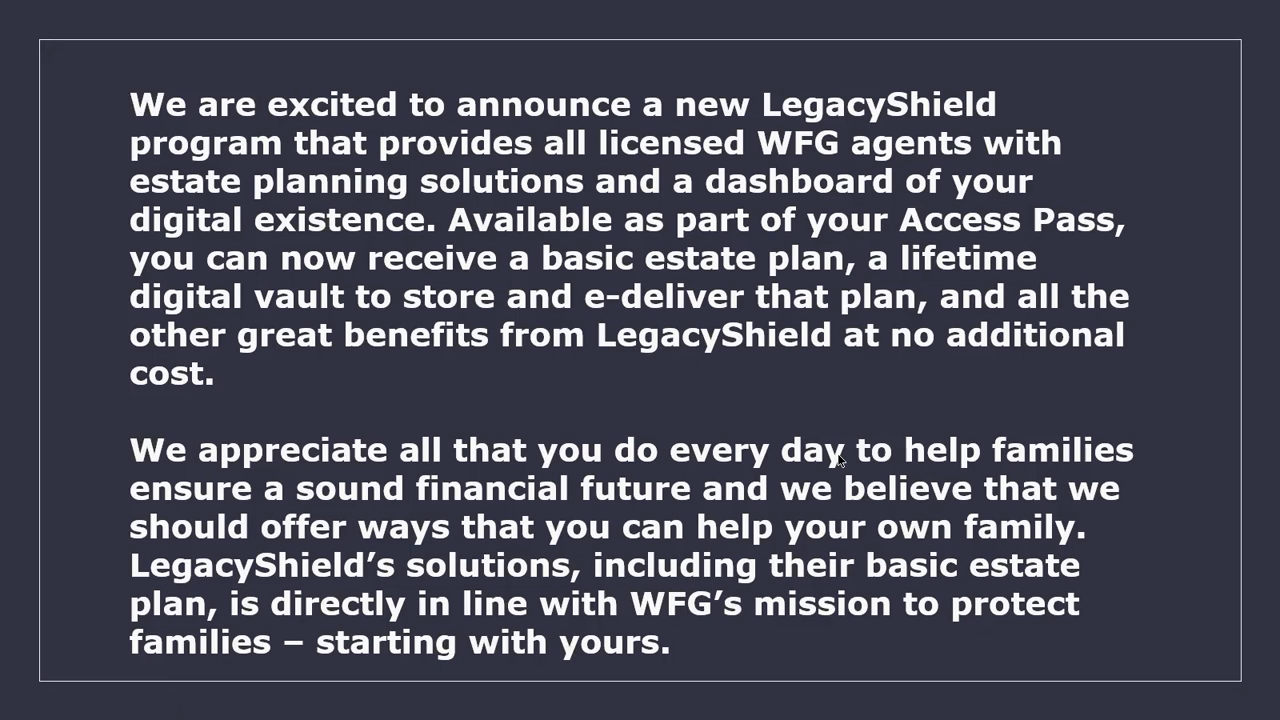 We are excited to announce a new LegacyShield
program that provides all licensed WFG agents with
estate planning solutions and a dashboard of your
digital existence. Available as part of your Access Pass,
you can now receive a basic estate plan, a lifetime
digital vault to store and e-deliver that plan, and all the
other great benefits from LegacyShield at no additional
cost.
We appreciate all that you do every day to help families
ensure a sound financial future and we believe that we
should offer ways that you can help your own family.
LegacyShield’s solutions, including their basic estate
plan, is directly in line with WFG’s mission to protect
families – starting with yours.